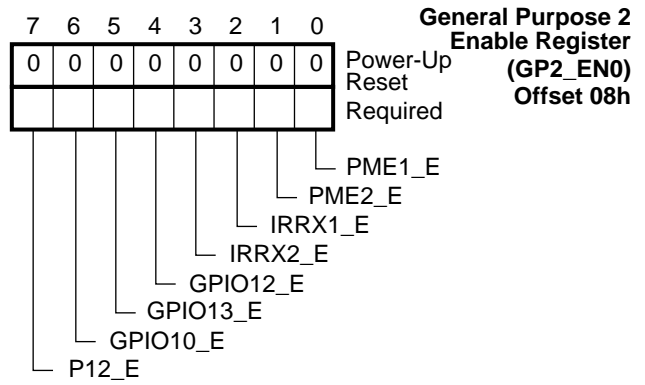 General Purpose 2
Enable Register
(GP2_EN0)
Offset 08h
7 6 5 4 3 2 1 0
0 0 0 0 0 0 0 0 Power-Up
Reset
Required
PME1_E
PME2_E
IRRX1_E
IRRX2_E
GPIO12_E
GPIO13_E
GPIO10_E
P12_E